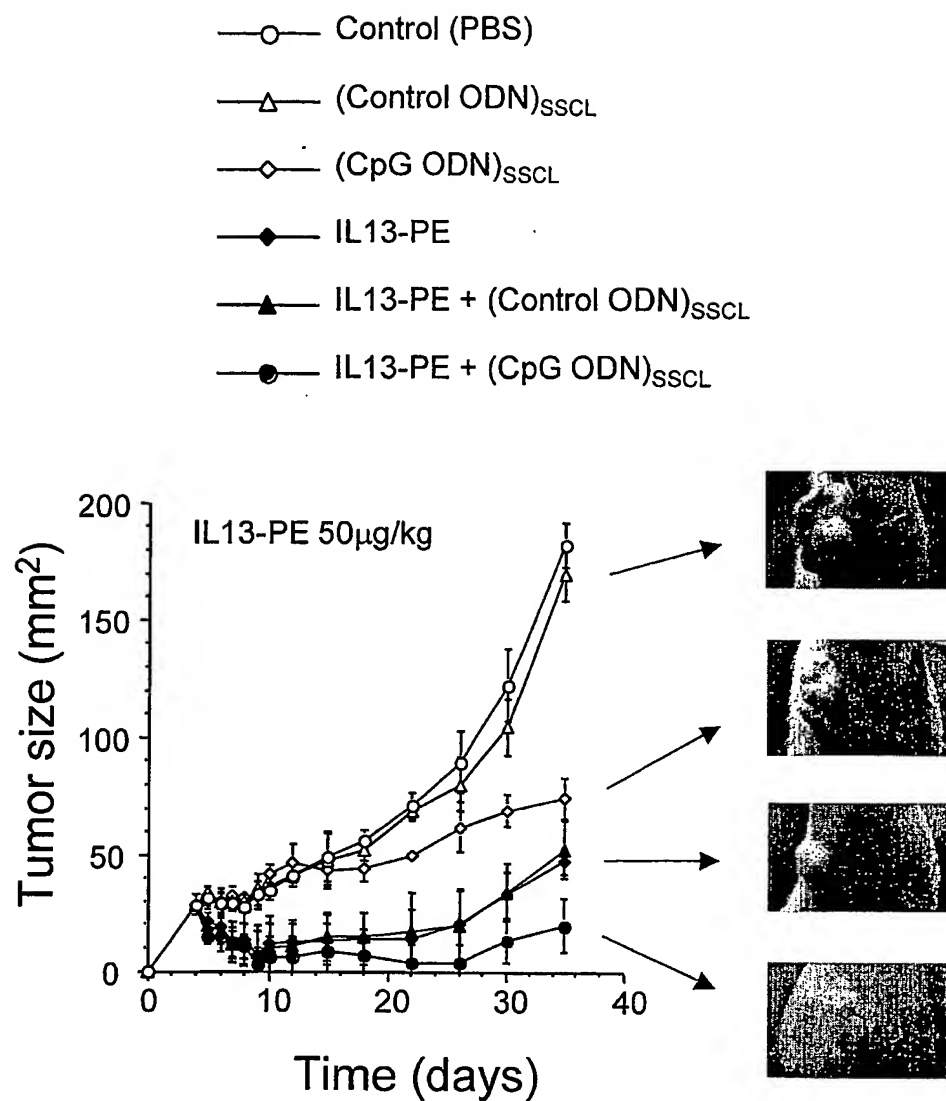 Control (PBS)
(Control ODN)SSCL
(CpG ODN)SSCL
IL13-PE
IL13-PE + (Control ODN)SSCL
IL13-PE + (CpG ODN)SSCL
IL13-PE 50µg/kg
Tumor size (mm2)
200
150
100
50
0
0
10
20
30
40
Time (days)